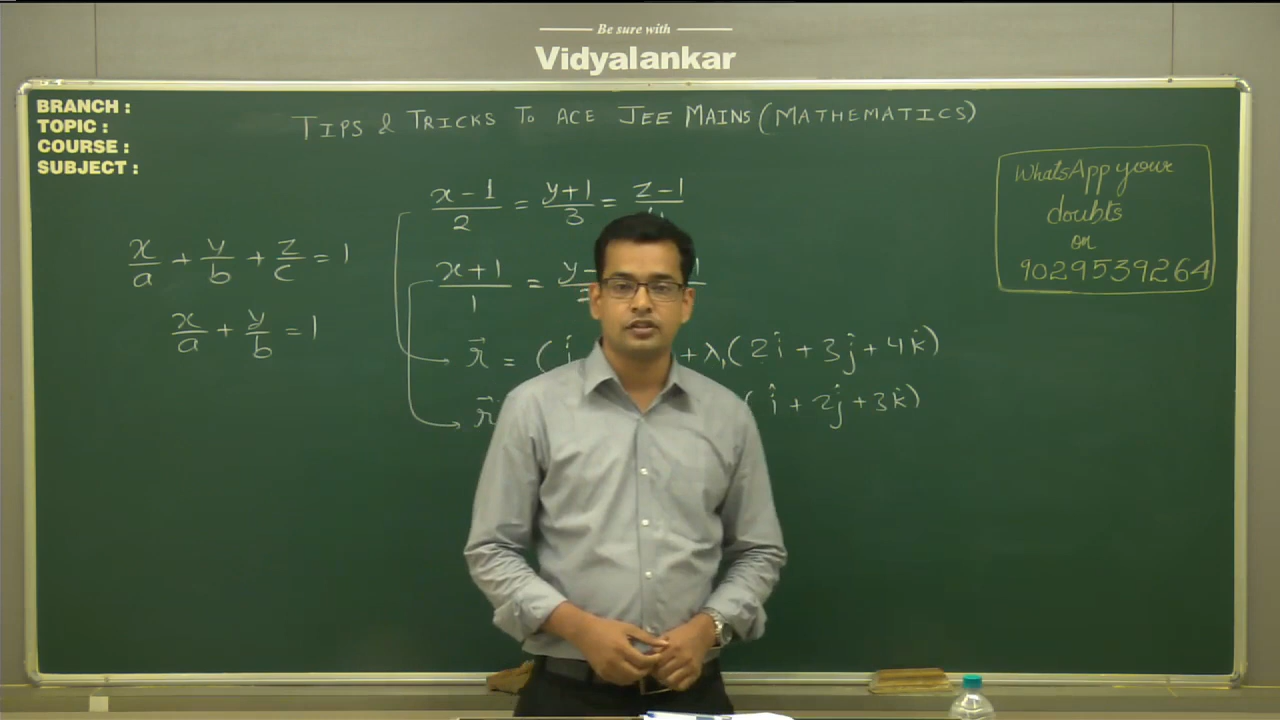 Be sure with
Vidyalankar
BRANCH :
TOPIC :
COURSE :
SUBJECT :
TIPS & TRICKS TO ACE JEE MAINS (MATHEMATICS)
WhatsApp your
doubts
on
9029539264
x/a + y/b + z/c = 1
x/a + y/b = 1
(x-1)/2 = (y+1)/3 = (z-1)/
(x+1)/1 = y-
r⃗ = (î + λ₁(2î + 3ĵ + 4k̂)
r⃗ (î + 2ĵ + 3k̂)